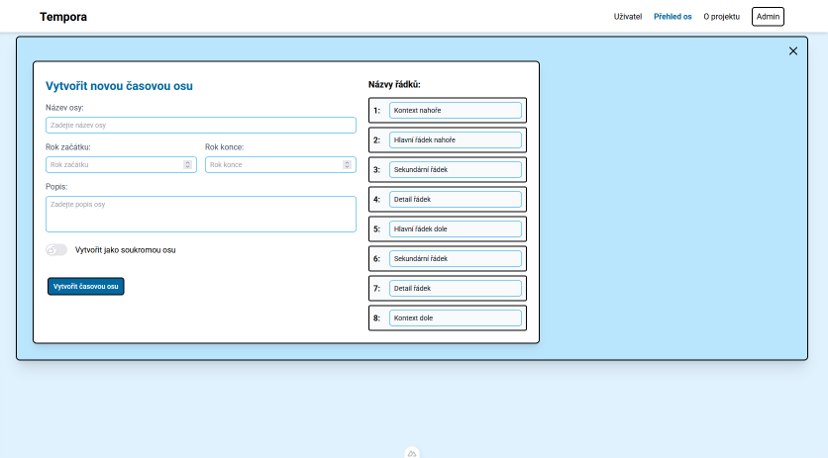 Tempora
Uživatel
Přehled os
O projektu
Admin
Vytvořit novou časovou osu
Název osy:
Zadejte název osy
Rok začátku:
Rok konce:
Rok začátku
Rok konce
Popis:
Zadejte popis osy
Vytvořit jako soukromou osu
Vytvořit časovou osu
Názvy řádků:
1: Kontext nahoře
2: Hlavní řádek nahoře
3: Sekundární řádek
4: Detail řádek
5: Hlavní řádek dole
6: Sekundární řádek
7: Detail řádek
8: Kontext dole